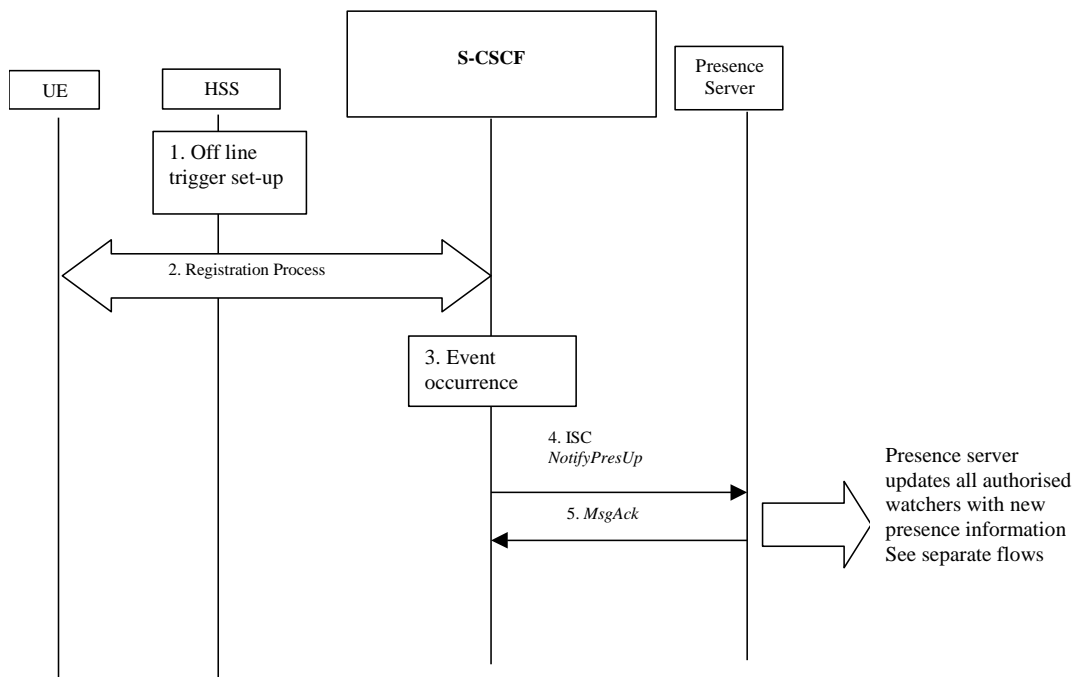 UE
HSS
S-CSCF
Presence
Server
1. Off line
trigger set-up
2. Registration Process
3. Event
occurrence
4. ISC
NotifyPresUp
5. MsgAck
Presence server
updates all authorised
watchers with new
presence information
See separate flows